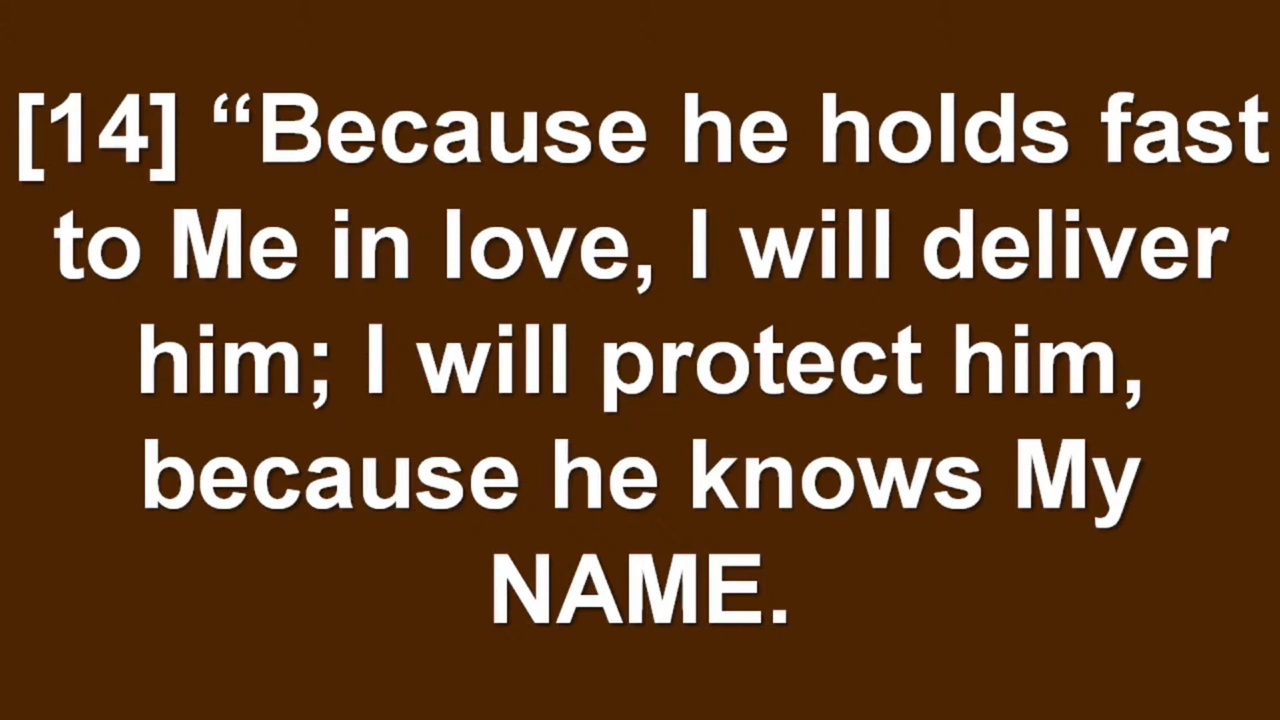 [14] “Because he holds fast
to Me in love, I will deliver
him; I will protect him,
because he knows My
NAME.